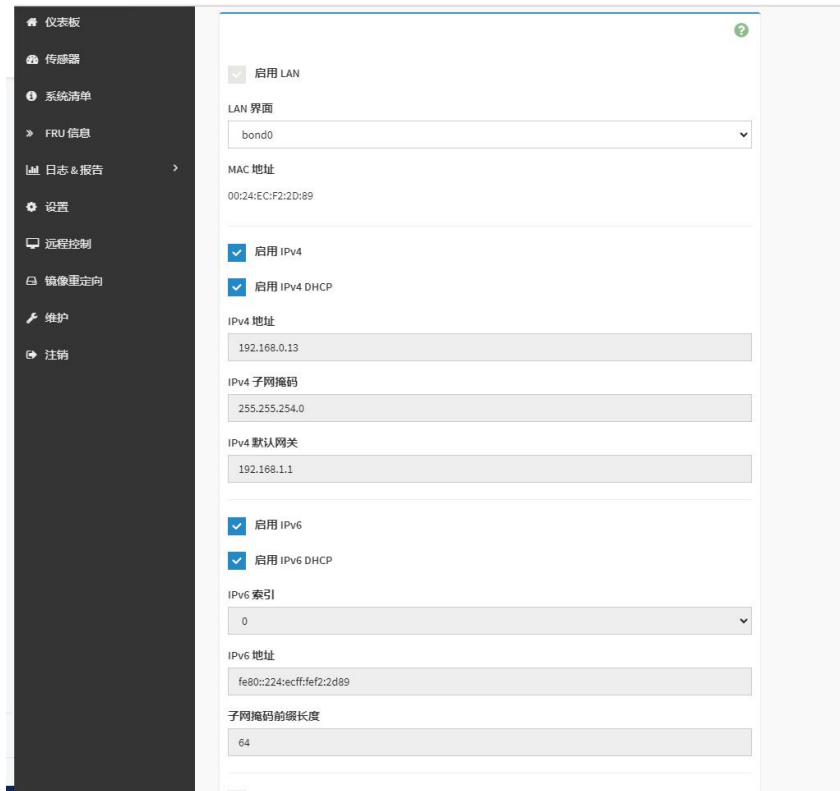 仪表板
传感器
系统清单
FRU 信息
日志 & 报告
设置
远程控制
镜像重定向
维护
注销
启用 LAN
LAN 界面
bond0
MAC 地址
00:24:EC:F2:2D:89
启用 IPv4
启用 IPv4 DHCP
IPv4 地址
192.168.0.13
IPv4 子网掩码
255.255.254.0
IPv4 默认网关
192.168.1.1
启用 IPv6
启用 IPv6 DHCP
IPv6 索引
0
IPv6 地址
fe80::224:ecff:fef2:2d89
子网掩码前缀长度
64